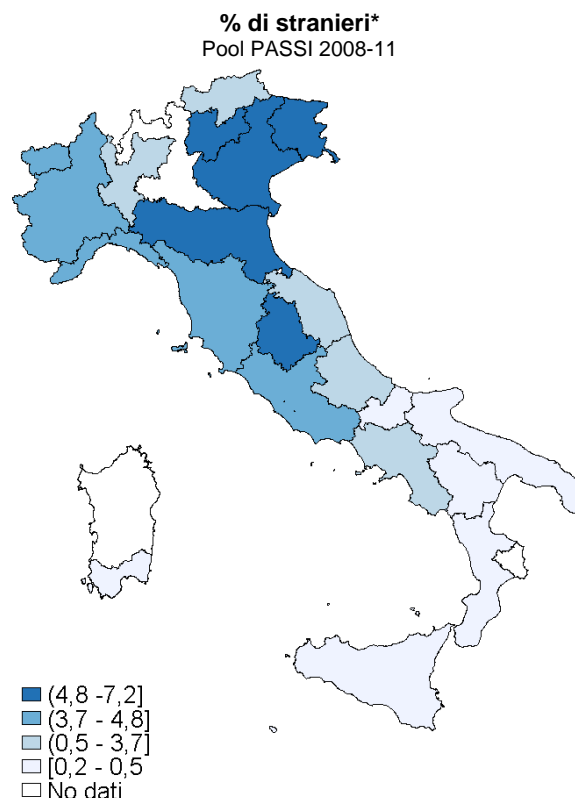 % di stranieri*
Pool PASSI 2008-11
(4,8 -7,2]
(3,7 - 4,8]
(0,5 - 3,7]
[0,2 - 0,5
No dati